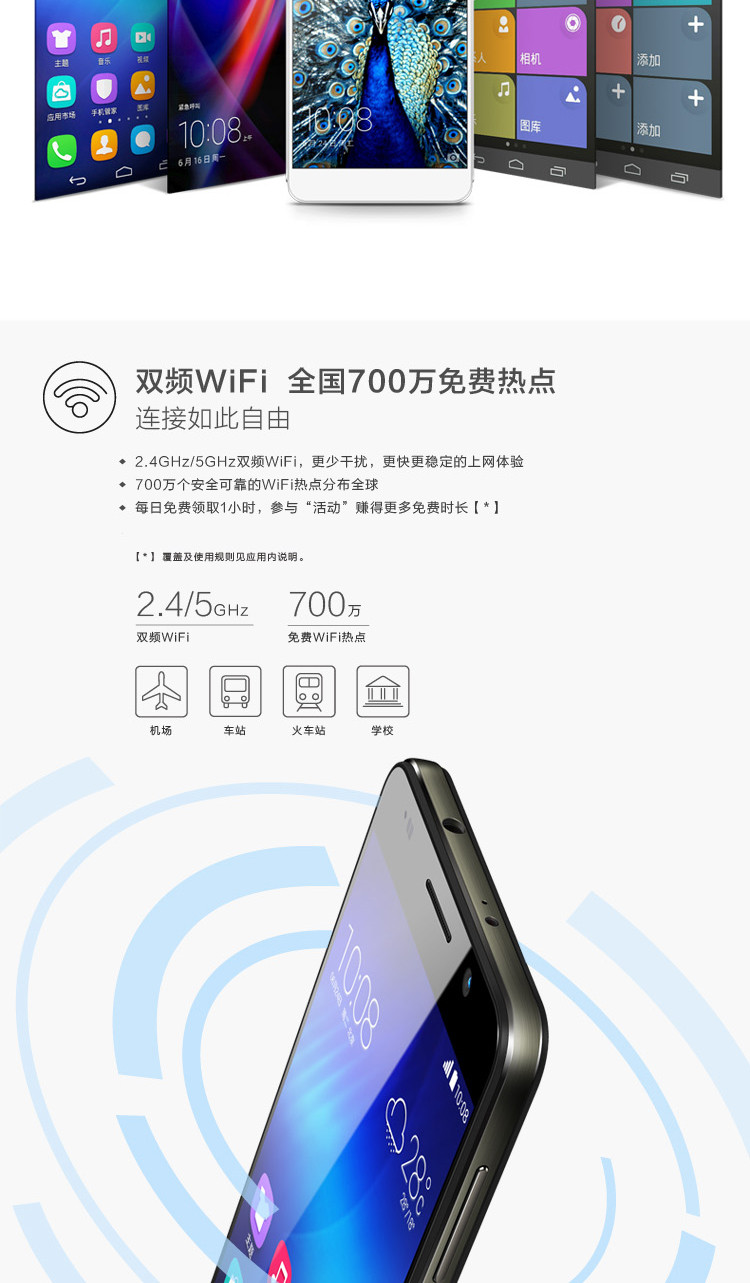 主题
音乐
视频
应用市场
手机管家
图库
紧急呼叫
10:08 上午
6月16日 周一
10:08
人
相机
图库
添加
添加
双频WiFi 全国700万免费热点
连接如此自由
2.4GHz/5GHz双频WiFi，更少干扰，更快更稳定的上网体验
700万个安全可靠的WiFi热点分布全球
每日免费领取1小时，参与“活动”赚得更多免费时长【*】
【*】覆盖及使用规则见应用内说明。
2.4/5GHz
700万
双频WiFi
免费WiFi热点
机场
车站
火车站
学校
10:08
10:08
28°C
28°/18°